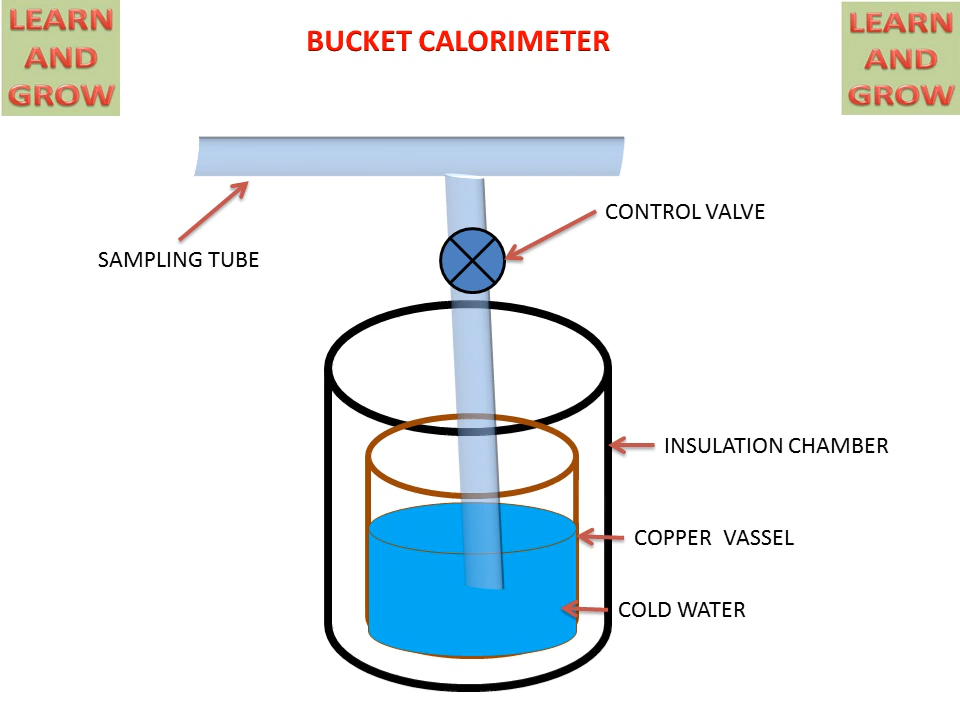 LEARN
AND
GROW
BUCKET CALORIMETER
LEARN
AND
GROW
CONTROL VALVE
SAMPLING TUBE
INSULATION CHAMBER
COPPER VASSEL
COLD WATER